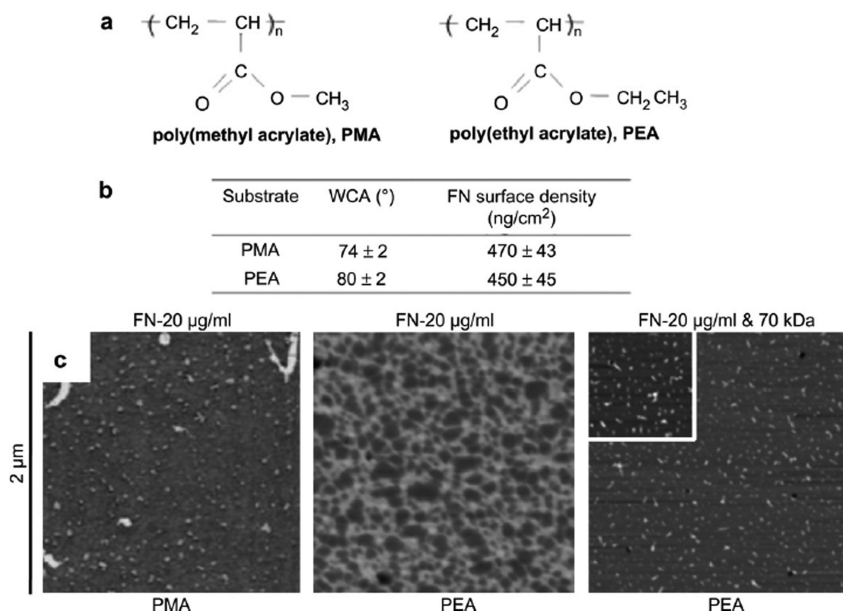 a
( CH₂ — CH )n
C
O
O — CH₃
poly(methyl acrylate), PMA
( CH₂ — CH )n
C
O
O — CH₂CH₃
poly(ethyl acrylate), PEA
b
Substrate WCA (°) FN surface density
(ng/cm²)
PMA 74 ± 2 470 ± 43
PEA 80 ± 2 450 ± 45
FN-20 µg/ml FN-20 µg/ml FN-20 µg/ml & 70 kDa
c
2 µm
PMA PEA PEA